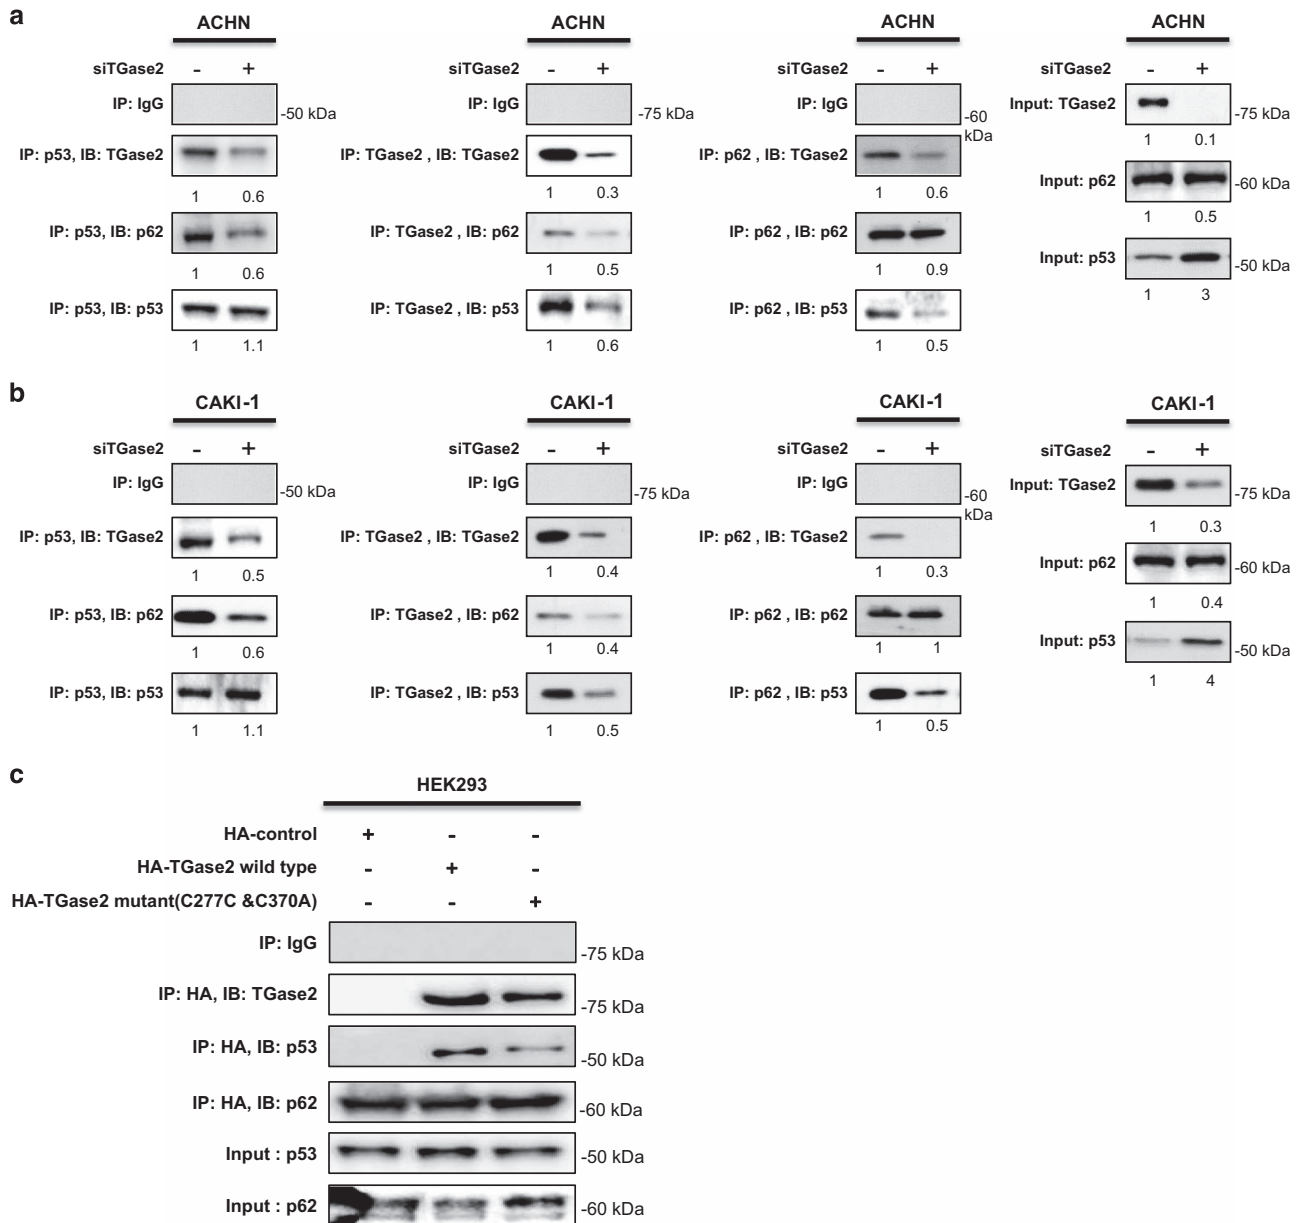 a
ACHN
siTGase2 - +
IP: IgG
-50 kDa
IP: p53, IB: TGase2
1 0.6
IP: p53, IB: p62
1 0.6
IP: p53, IB: p53
1 1.1
ACHN
siTGase2 - +
IP: IgG
-75 kDa
IP: TGase2 , IB: TGase2
1 0.3
IP: TGase2 , IB: p62
1 0.5
IP: TGase2 , IB: p53
1 0.6
ACHN
siTGase2 - +
IP: IgG
-60
kDa
IP: p62 , IB: TGase2
1 0.6
IP: p62 , IB: p62
1 0.9
IP: p62 , IB: p53
1 0.5
ACHN
siTGase2 - +
Input: TGase2
-75 kDa
1 0.1
Input: p62
-60 kDa
1 0.5
Input: p53
-50 kDa
1 3
b
CAKI-1
siTGase2 - +
IP: IgG
-50 kDa
IP: p53, IB: TGase2
1 0.5
IP: p53, IB: p62
1 0.6
IP: p53, IB: p53
1 1.1
CAKI-1
siTGase2 - +
IP: IgG
-75 kDa
IP: TGase2 , IB: TGase2
1 0.4
IP: TGase2 , IB: p62
1 0.4
IP: TGase2 , IB: p53
1 0.5
CAKI-1
siTGase2 - +
IP: IgG
-60
kDa
IP: p62 , IB: TGase2
1 0.3
IP: p62 , IB: p62
1 1
IP: p62 , IB: p53
1 0.5
CAKI-1
siTGase2 - +
Input: TGase2
-75 kDa
1 0.3
Input: p62
-60 kDa
1 0.4
Input: p53
-50 kDa
1 4
c
HEK293
HA-control + - -
HA-TGase2 wild type - + -
HA-TGase2 mutant(C277C &C370A) - - +
IP: IgG
-75 kDa
IP: HA, IB: TGase2
-75 kDa
IP: HA, IB: p53
-50 kDa
IP: HA, IB: p62
-60 kDa
Input : p53
-50 kDa
Input : p62
-60 kDa